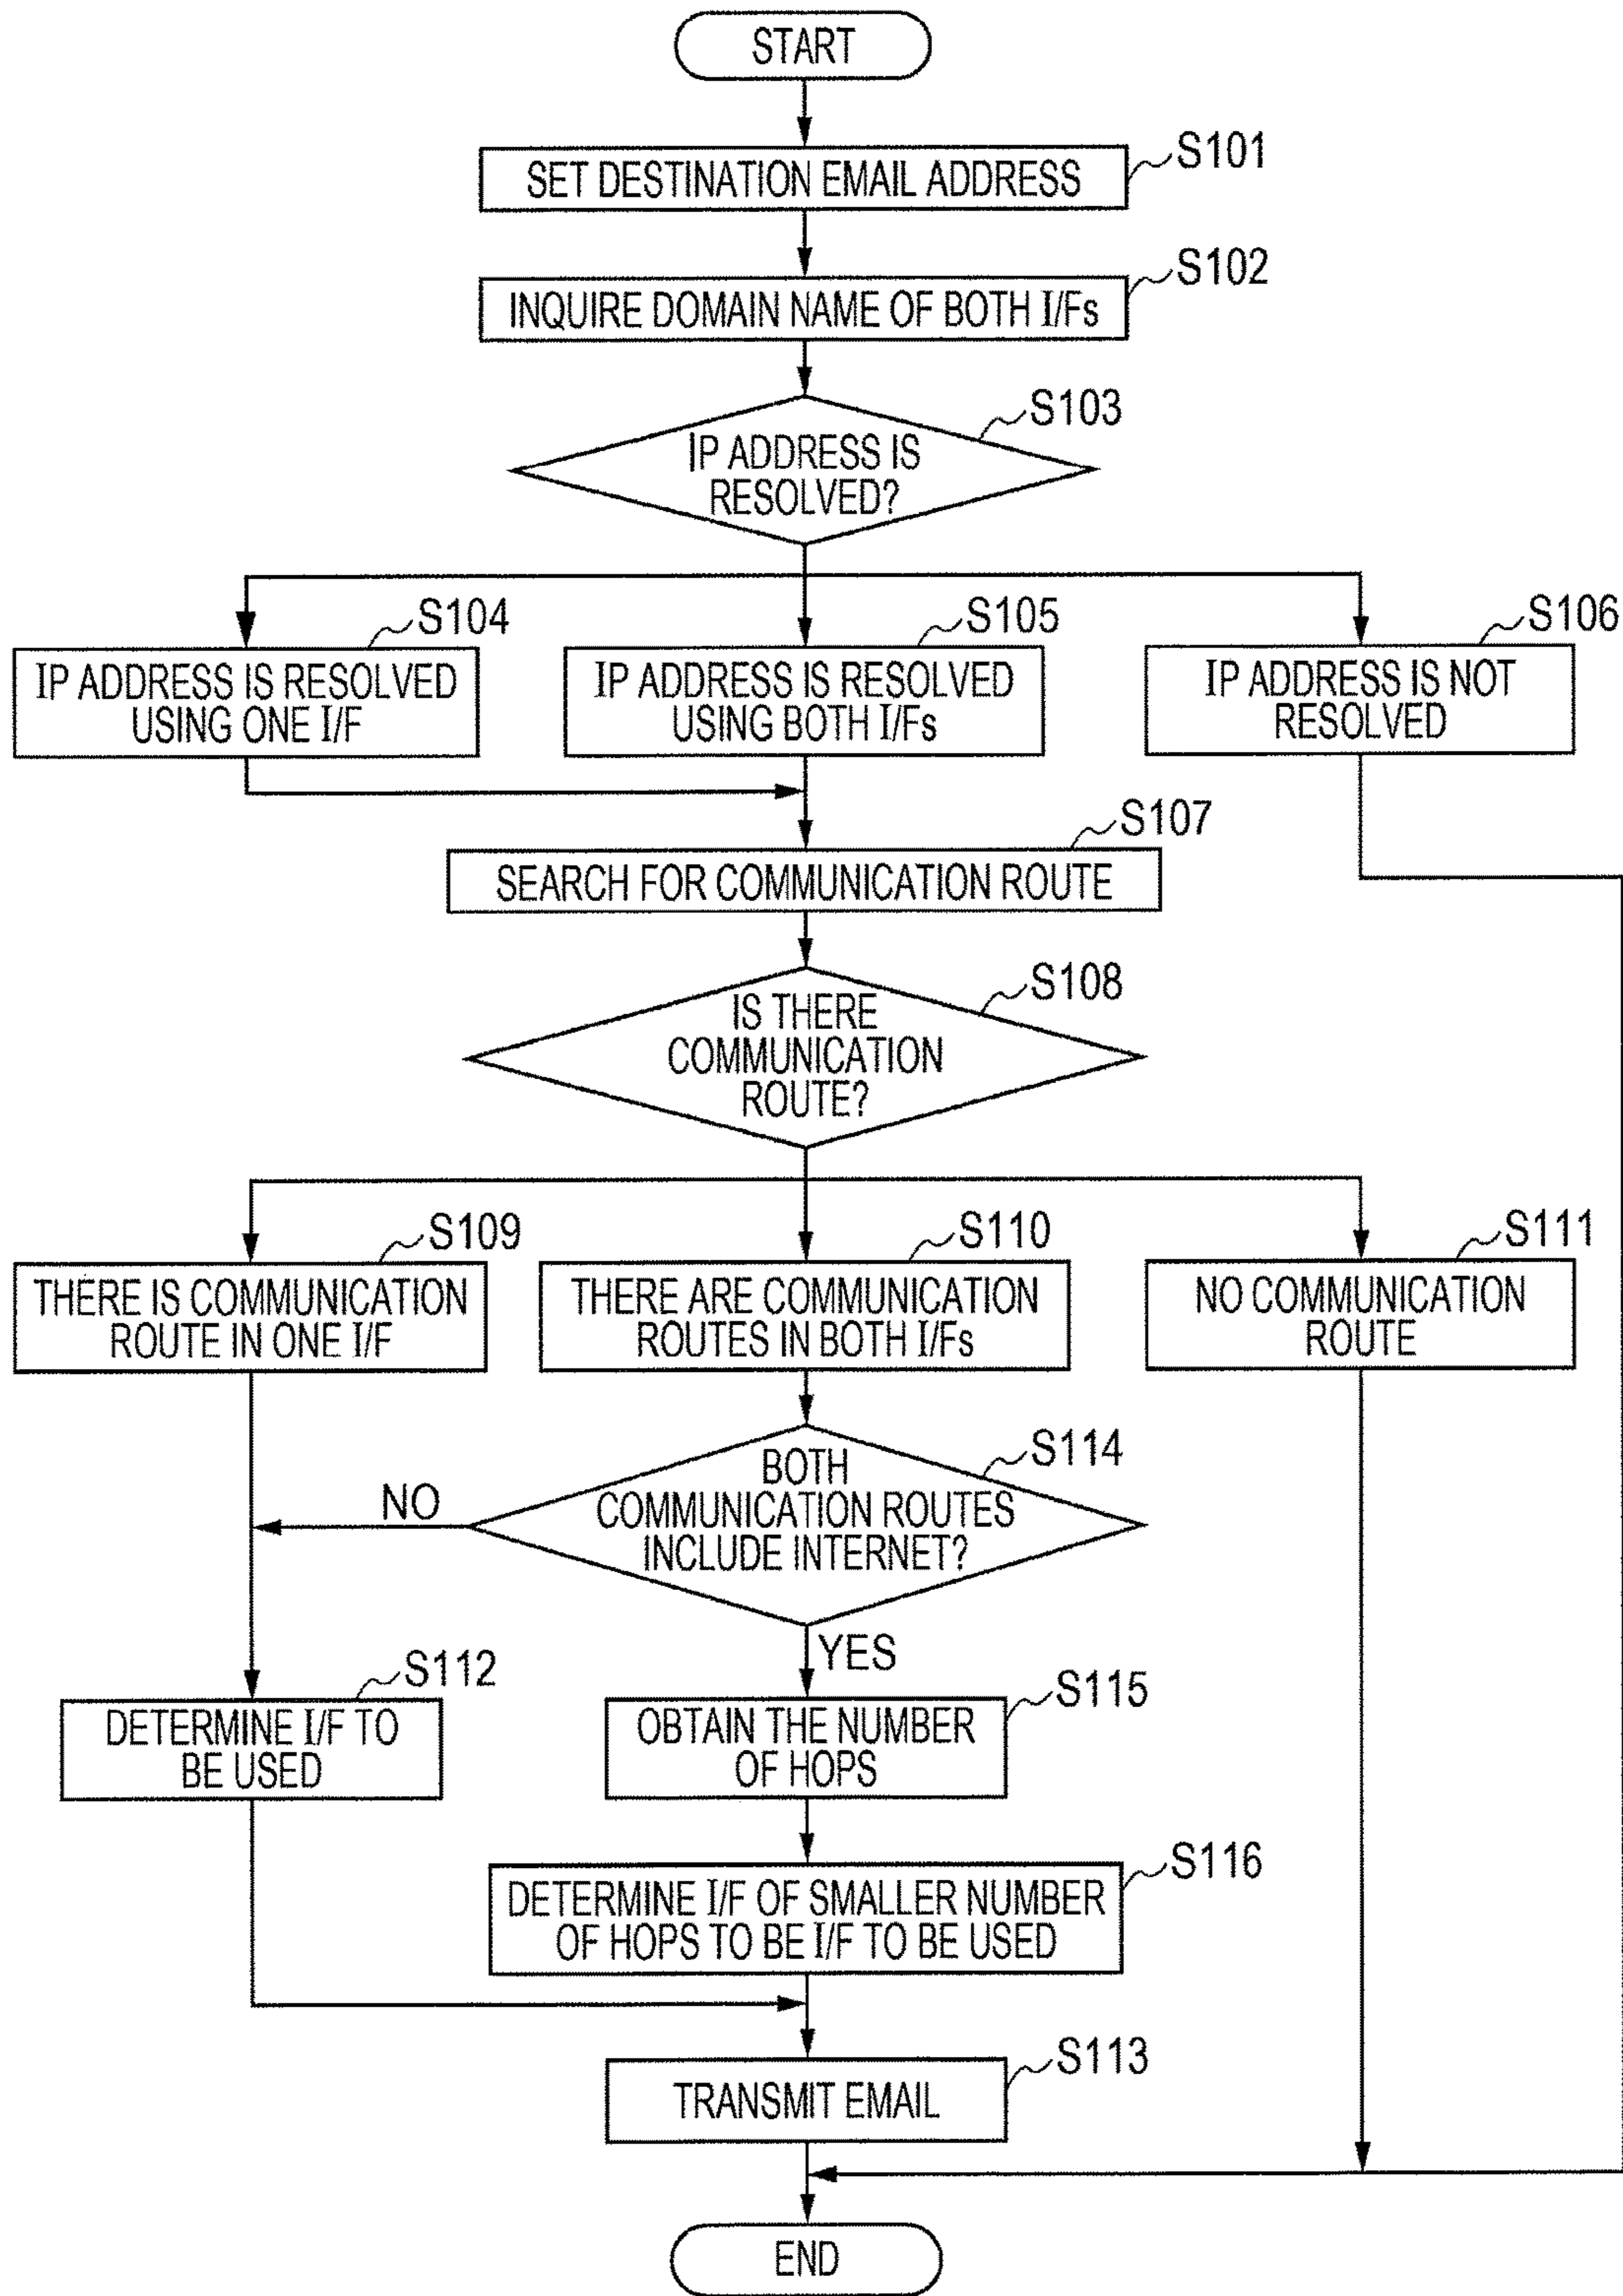 START
S101
SET DESTINATION EMAIL ADDRESS
S102
INQUIRE DOMAIN NAME OF BOTH I/Fs
S103
IP ADDRESS IS
RESOLVED?
S104
IP ADDRESS IS RESOLVED
USING ONE I/F
S105
IP ADDRESS IS RESOLVED
USING BOTH I/Fs
S106
IP ADDRESS IS NOT
RESOLVED
S107
SEARCH FOR COMMUNICATION ROUTE
S108
IS THERE
COMMUNICATION
ROUTE?
S109
THERE IS COMMUNICATION
ROUTE IN ONE I/F
S110
THERE ARE COMMUNICATION
ROUTES IN BOTH I/Fs
S111
NO COMMUNICATION
ROUTE
S114
BOTH
COMMUNICATION ROUTES
INCLUDE INTERNET?
NO
YES
S112
DETERMINE I/F TO
BE USED
S115
OBTAIN THE NUMBER
OF HOPS
S116
DETERMINE I/F OF SMALLER NUMBER
OF HOPS TO BE I/F TO BE USED
S113
TRANSMIT EMAIL
END